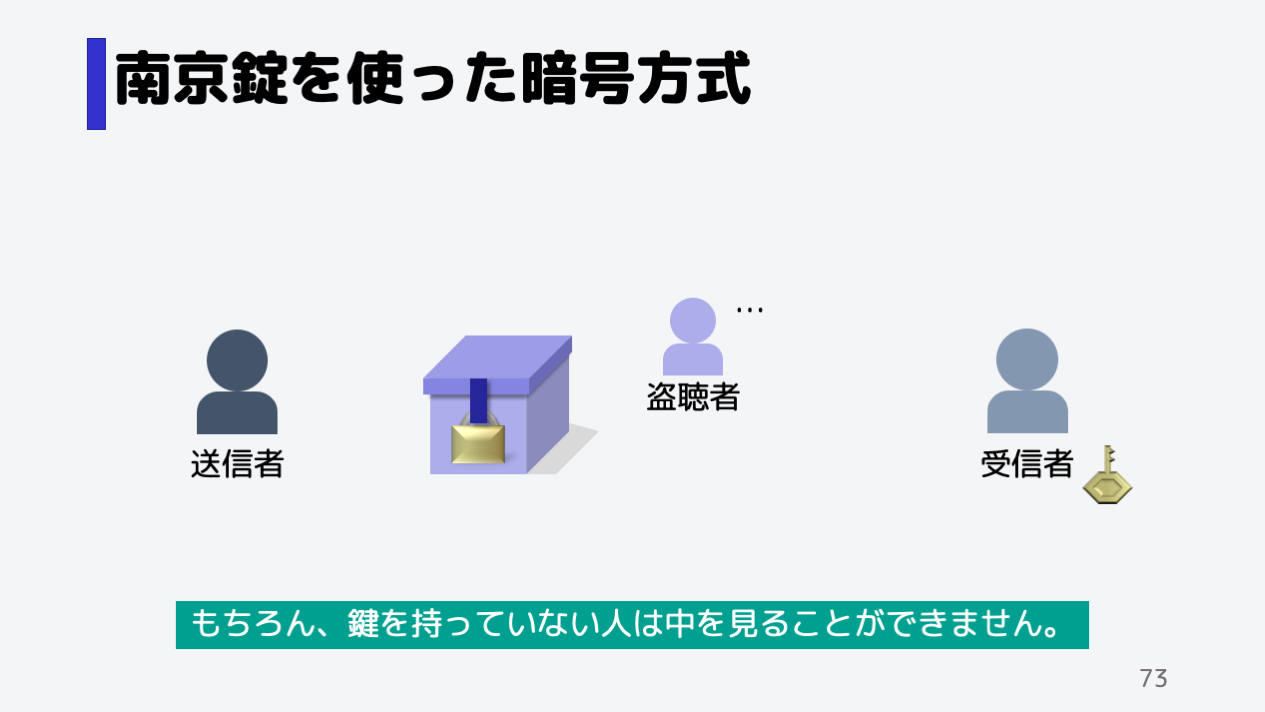 南京錠を使った暗号方式
…
盗聴者
送信者
受信者
もちろん、鍵を持っていない人は中を見ることができません。
73